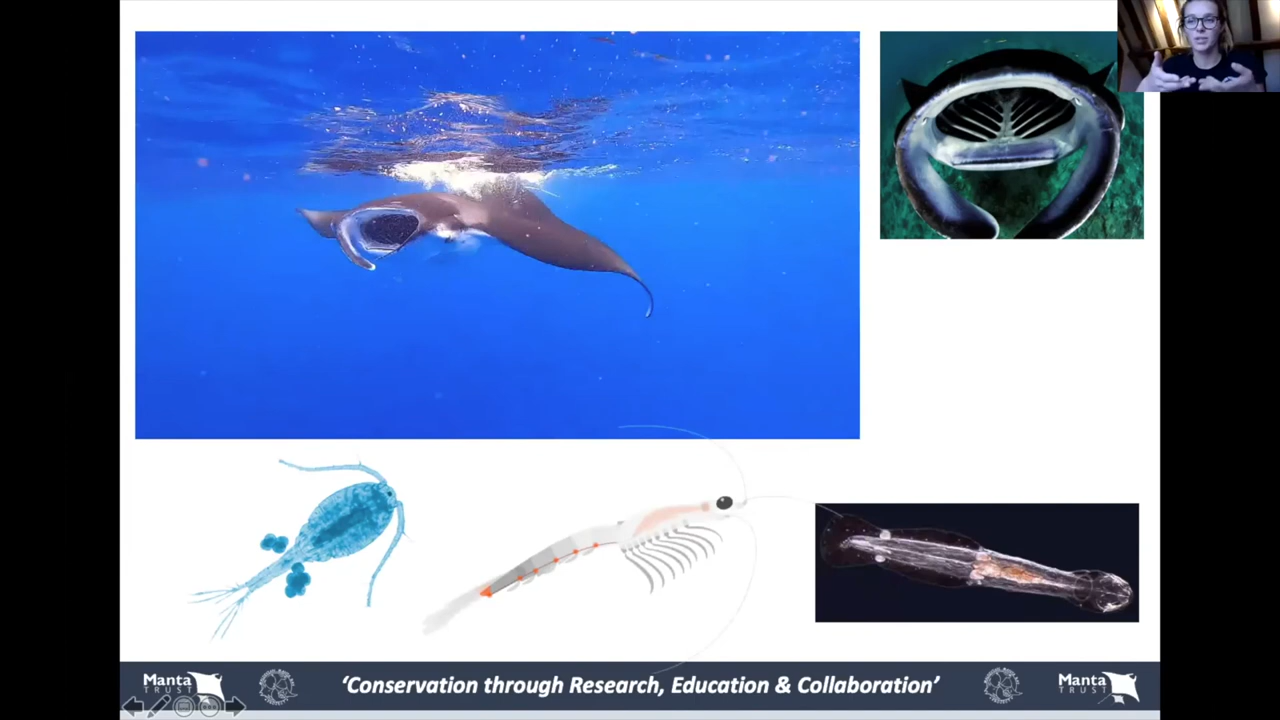 Manta
TRUST
‘Conservation through Research, Education & Collaboration’
Manta
TRUST